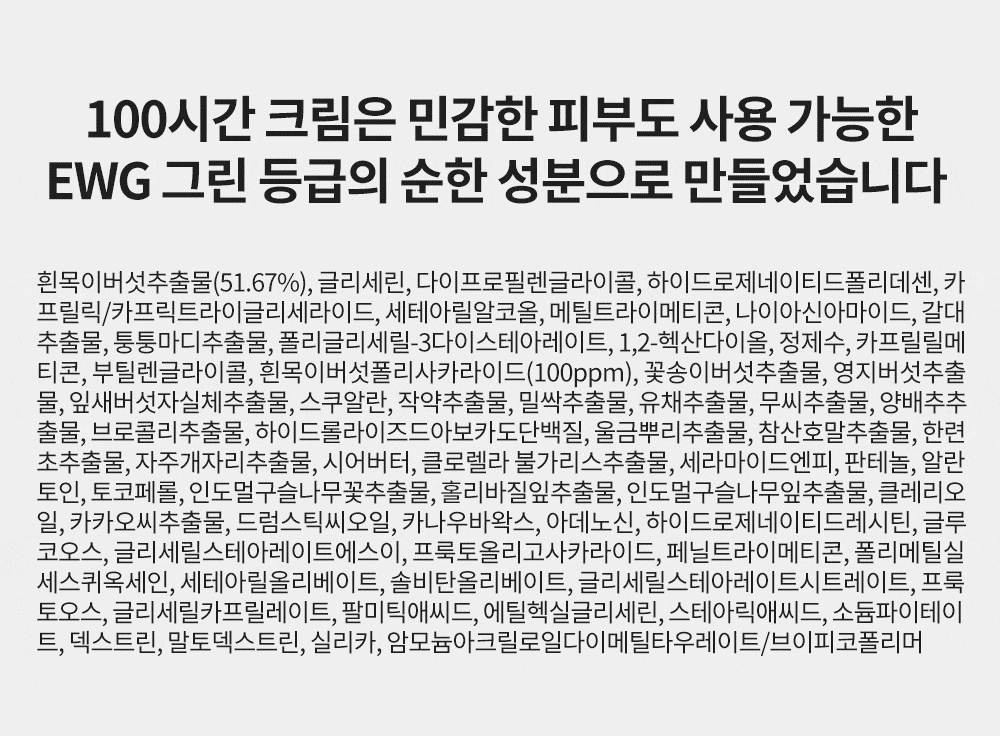 100시간 크림은 민감한 피부도 사용 가능한
EWG 그린 등급의 순한 성분으로 만들었습니다
흰목이버섯추출물(51.67%), 글리세린, 다이프로필렌글라이콜, 하이드로제네이티드폴리데센, 카
프릴릭/카프릭트라이글리세라이드, 세테아릴알코올, 메틸트라이메티콘, 나이아신아마이드, 갈대
추출물, 퉁퉁마디추출물, 폴리글리세릴-3다이스테아레이트, 1,2-헥산다이올, 정제수, 카프릴릴메
티콘, 부틸렌글라이콜, 흰목이버섯폴리사카라이드(100ppm), 꽃송이버섯추출물, 영지버섯추출
물, 잎새버섯자실체추출물, 스쿠알란, 작약추출물, 밀싹추출물, 유채추출물, 무씨추출물, 양배추추
출물, 브로콜리추출물, 하이드롤라이즈드아보카도단백질, 울금뿌리추출물, 참산호말추출물, 한련
초추출물, 자주개자리추출물, 시어버터, 클로렐라 불가리스추출물, 세라마이드엔피, 판테놀, 알란
토인, 토코페롤, 인도멀구슬나무꽃추출물, 홀리바질잎추출물, 인도멀구슬나무잎추출물, 클레리오
일, 카카오씨추출물, 드럼스틱씨오일, 카나우바왁스, 아데노신, 하이드로제네이티드레시틴, 글루
코오스, 글리세릴스테아레이트에스이, 프룩토올리고사카라이드, 페닐트라이메티콘, 폴리메틸실
세스퀴옥세인, 세테아릴올리베이트, 솔비탄올리베이트, 글리세릴스테아레이트시트레이트, 프룩
토오스, 글리세릴카프릴레이트, 팔미틱애씨드, 에틸헥실글리세린, 스테아릭애씨드, 소듐파이테이
트, 덱스트린, 말토덱스트린, 실리카, 암모늄아크릴로일다이메틸타우레이트/브이피코폴리머